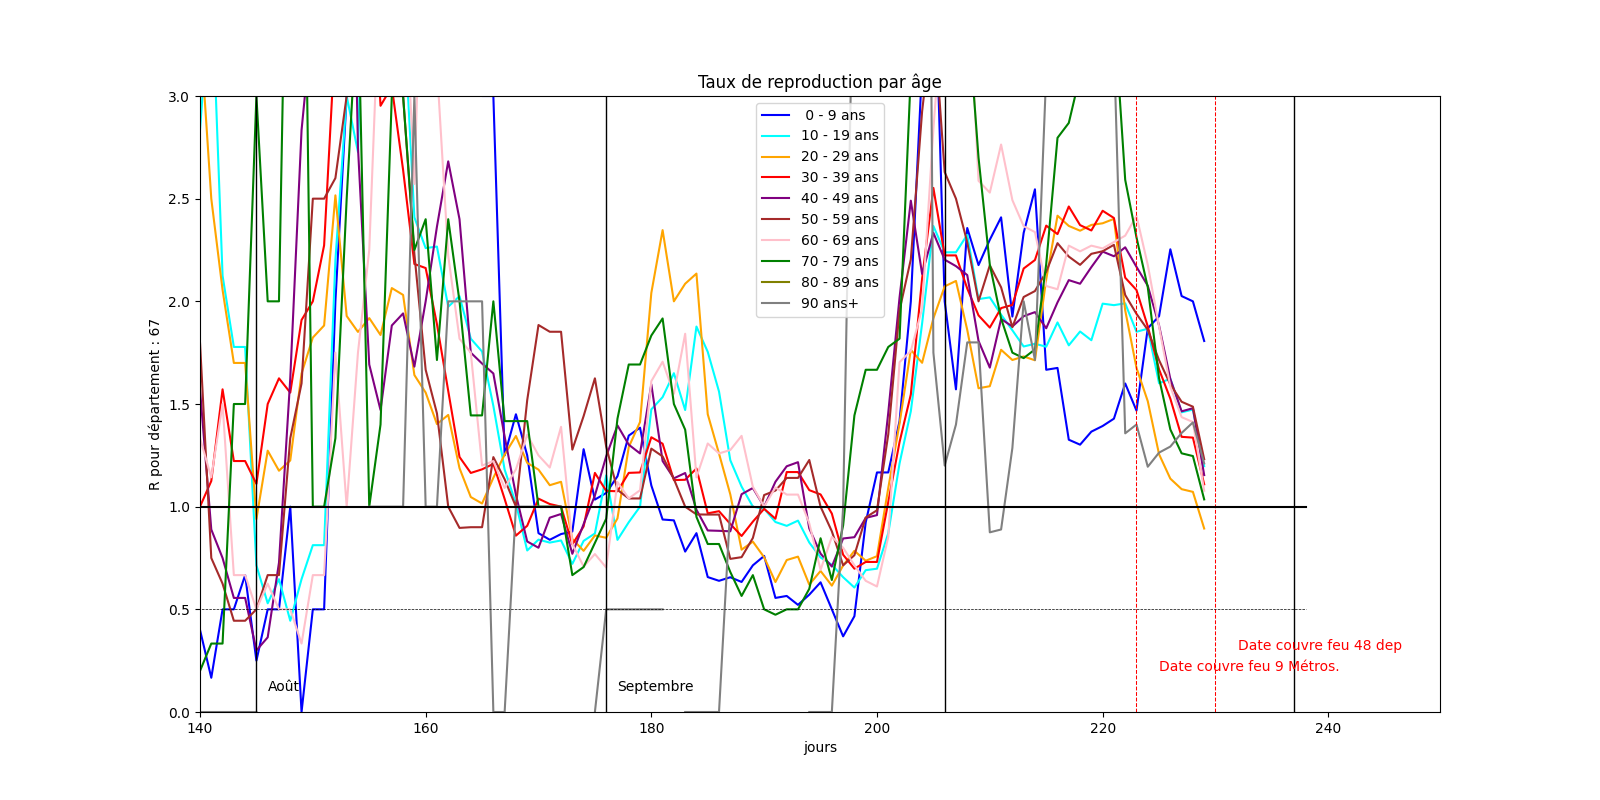 Taux de reproduction par âge
3.0
2.5
2.0
1.5
1.0
0.5
0.0
R pour département : 67
0 - 9 ans
10 - 19 ans
20 - 29 ans
30 - 39 ans
40 - 49 ans
50 - 59 ans
60 - 69 ans
70 - 79 ans
80 - 89 ans
90 ans+
Date couvre feu 48 dep
Date couvre feu 9 Métros.
Août
Septembre
140
160
180
200
220
240
jours